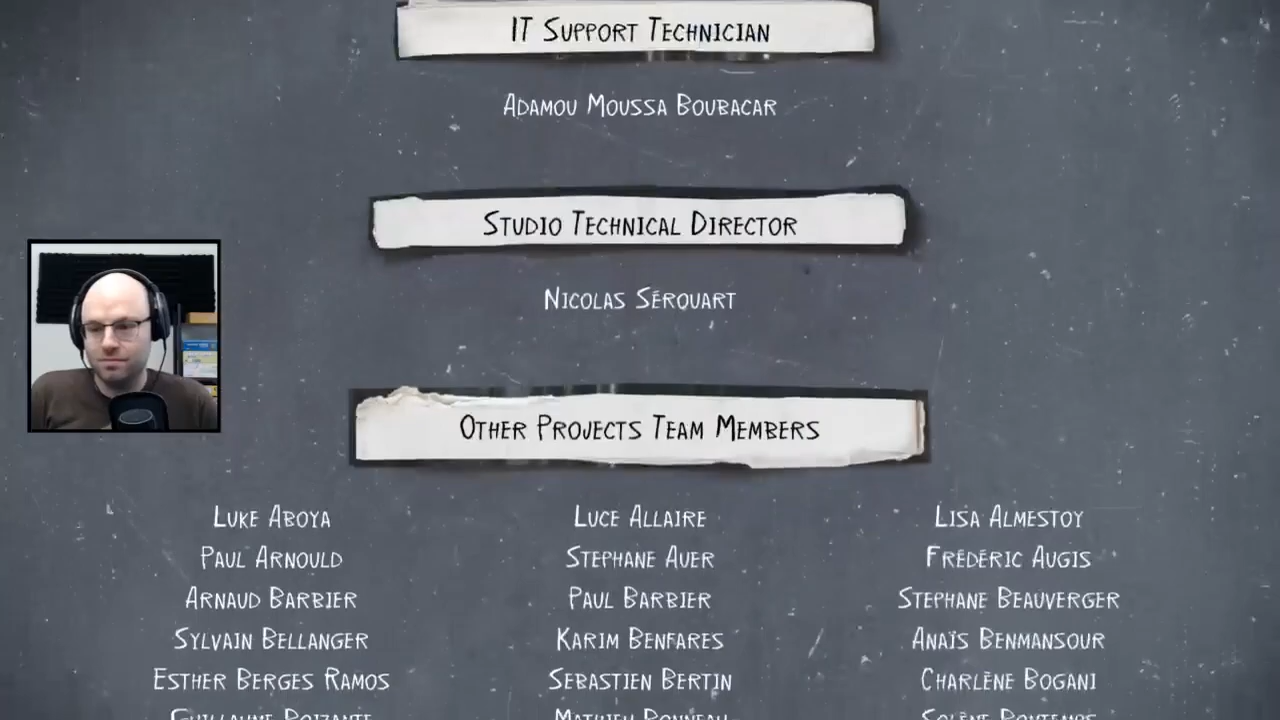 IT Support Technician
Adamou Moussa Boubacar
Studio Technical Director
Nicolas Sérouart
Other Projects Team Members
Luke Aboya Luce Allaire Lisa Almestoy
Paul Arnould Stephane Auer Frédéric Augis
Arnaud Barbier Paul Barbier Stephane Beauverger
Sylvain Bellanger Karim Benfares Anaïs Benmansour
Esther Berges Ramos Sebastien Bertin Charlène Bogani